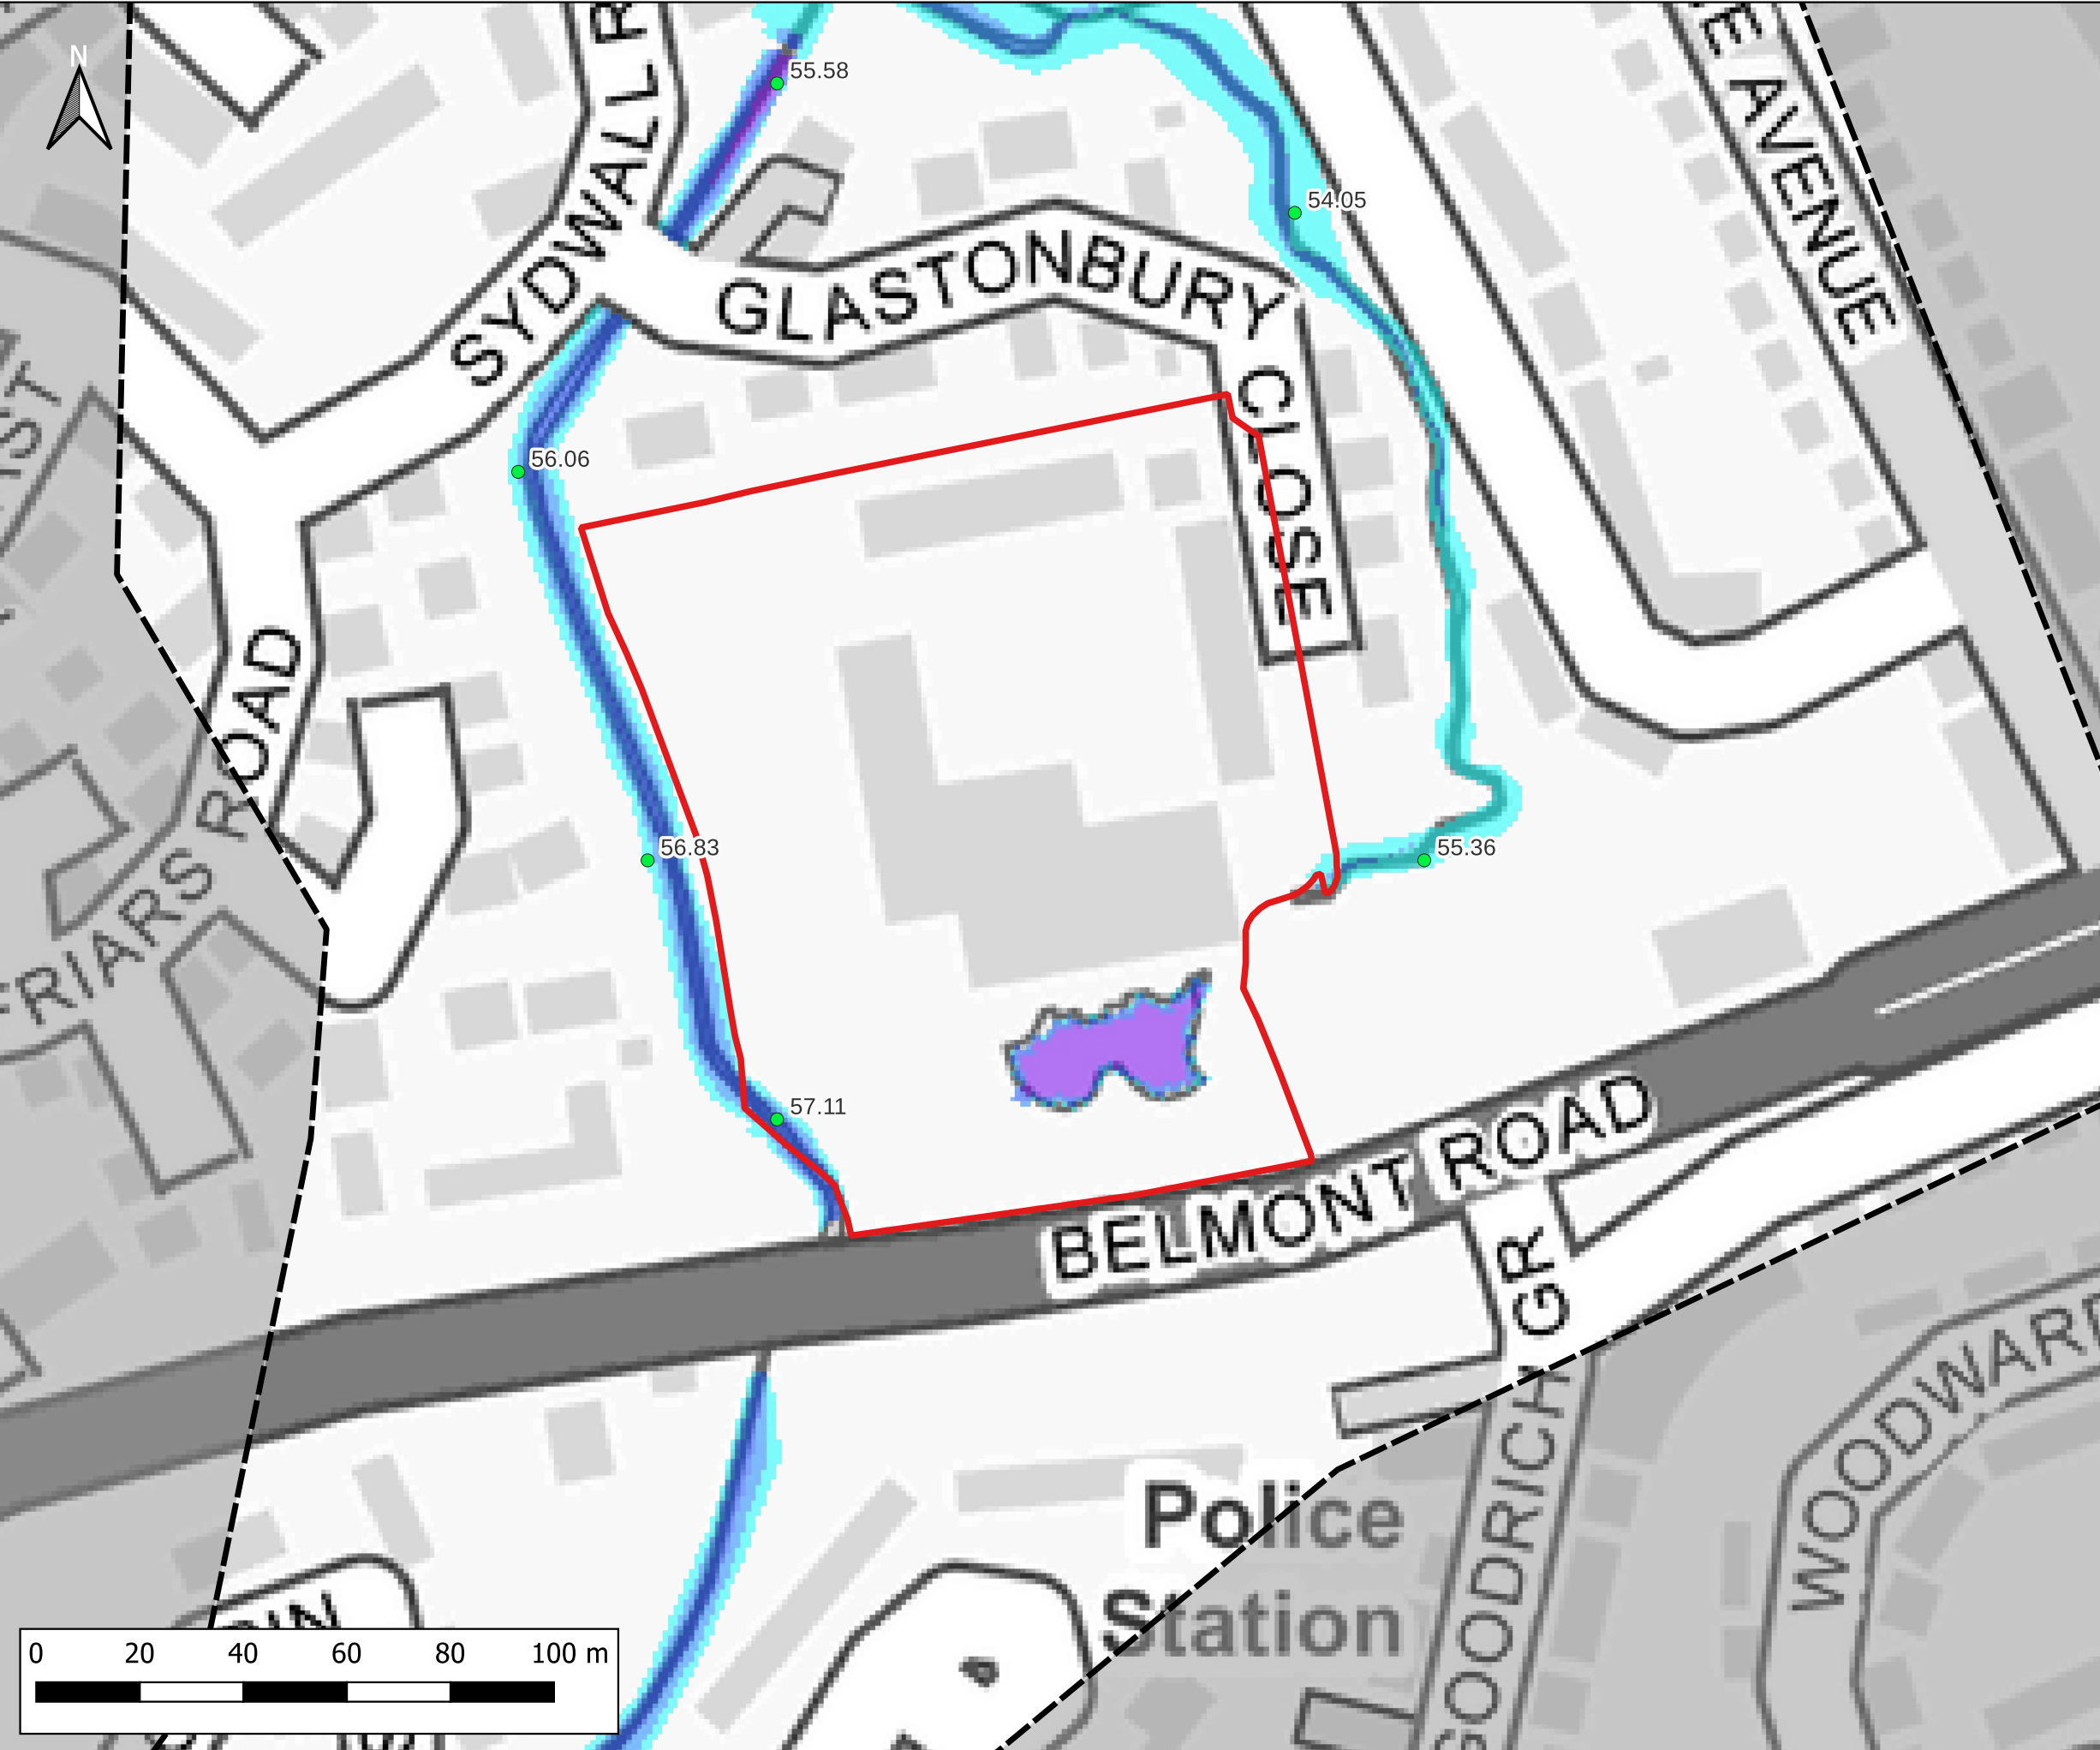 N
SYDWALL R
55.58
54.05
E AVENUE
GLASTONBURY
CLOSE
56.06
56.83
55.36
57.11
FRIARS ROAD
BELMONT ROAD
GR
GOODRICH
WOODWARD
Police
Station
0 20 40 60 80 100 m